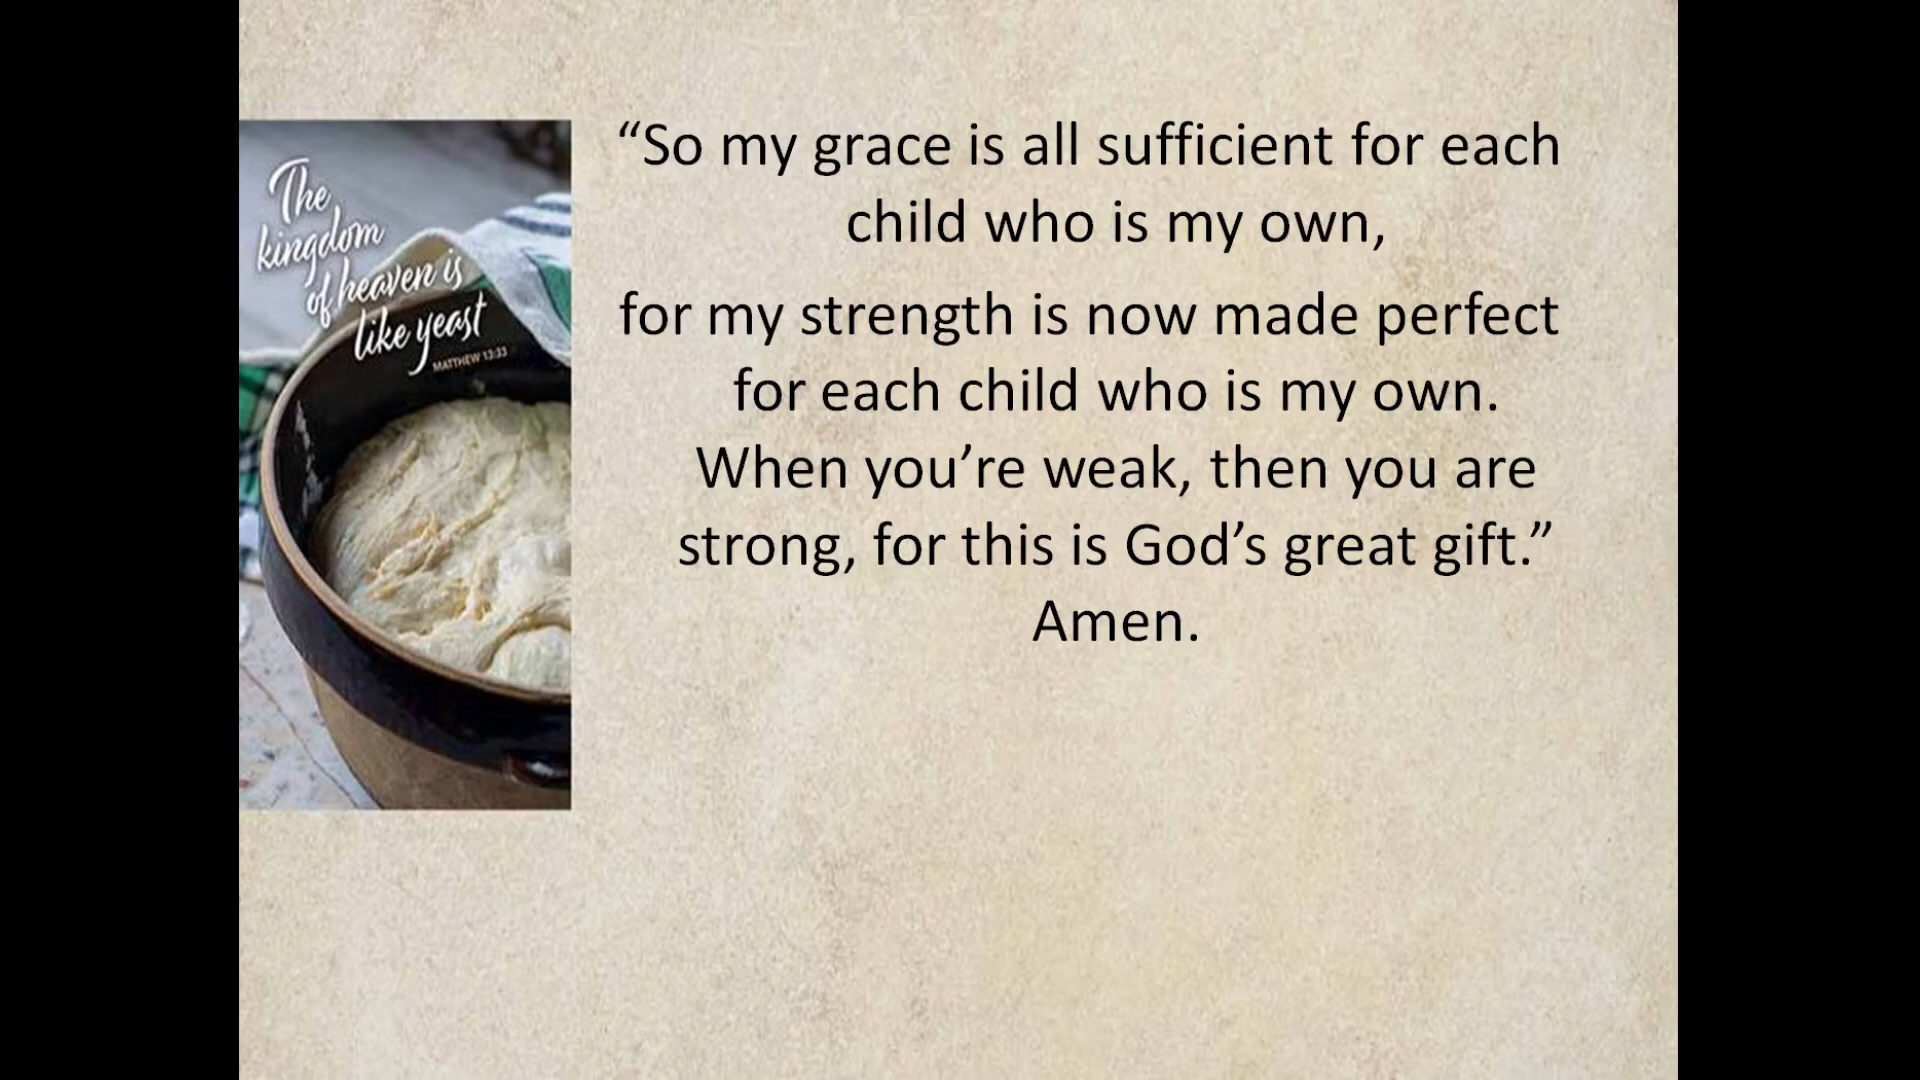 The
kingdom
of heaven is
like yeast
MATTHEW 13:33
“So my grace is all sufficient for each
child who is my own,
for my strength is now made perfect
for each child who is my own.
When you’re weak, then you are
strong, for this is God’s great gift.”
Amen.